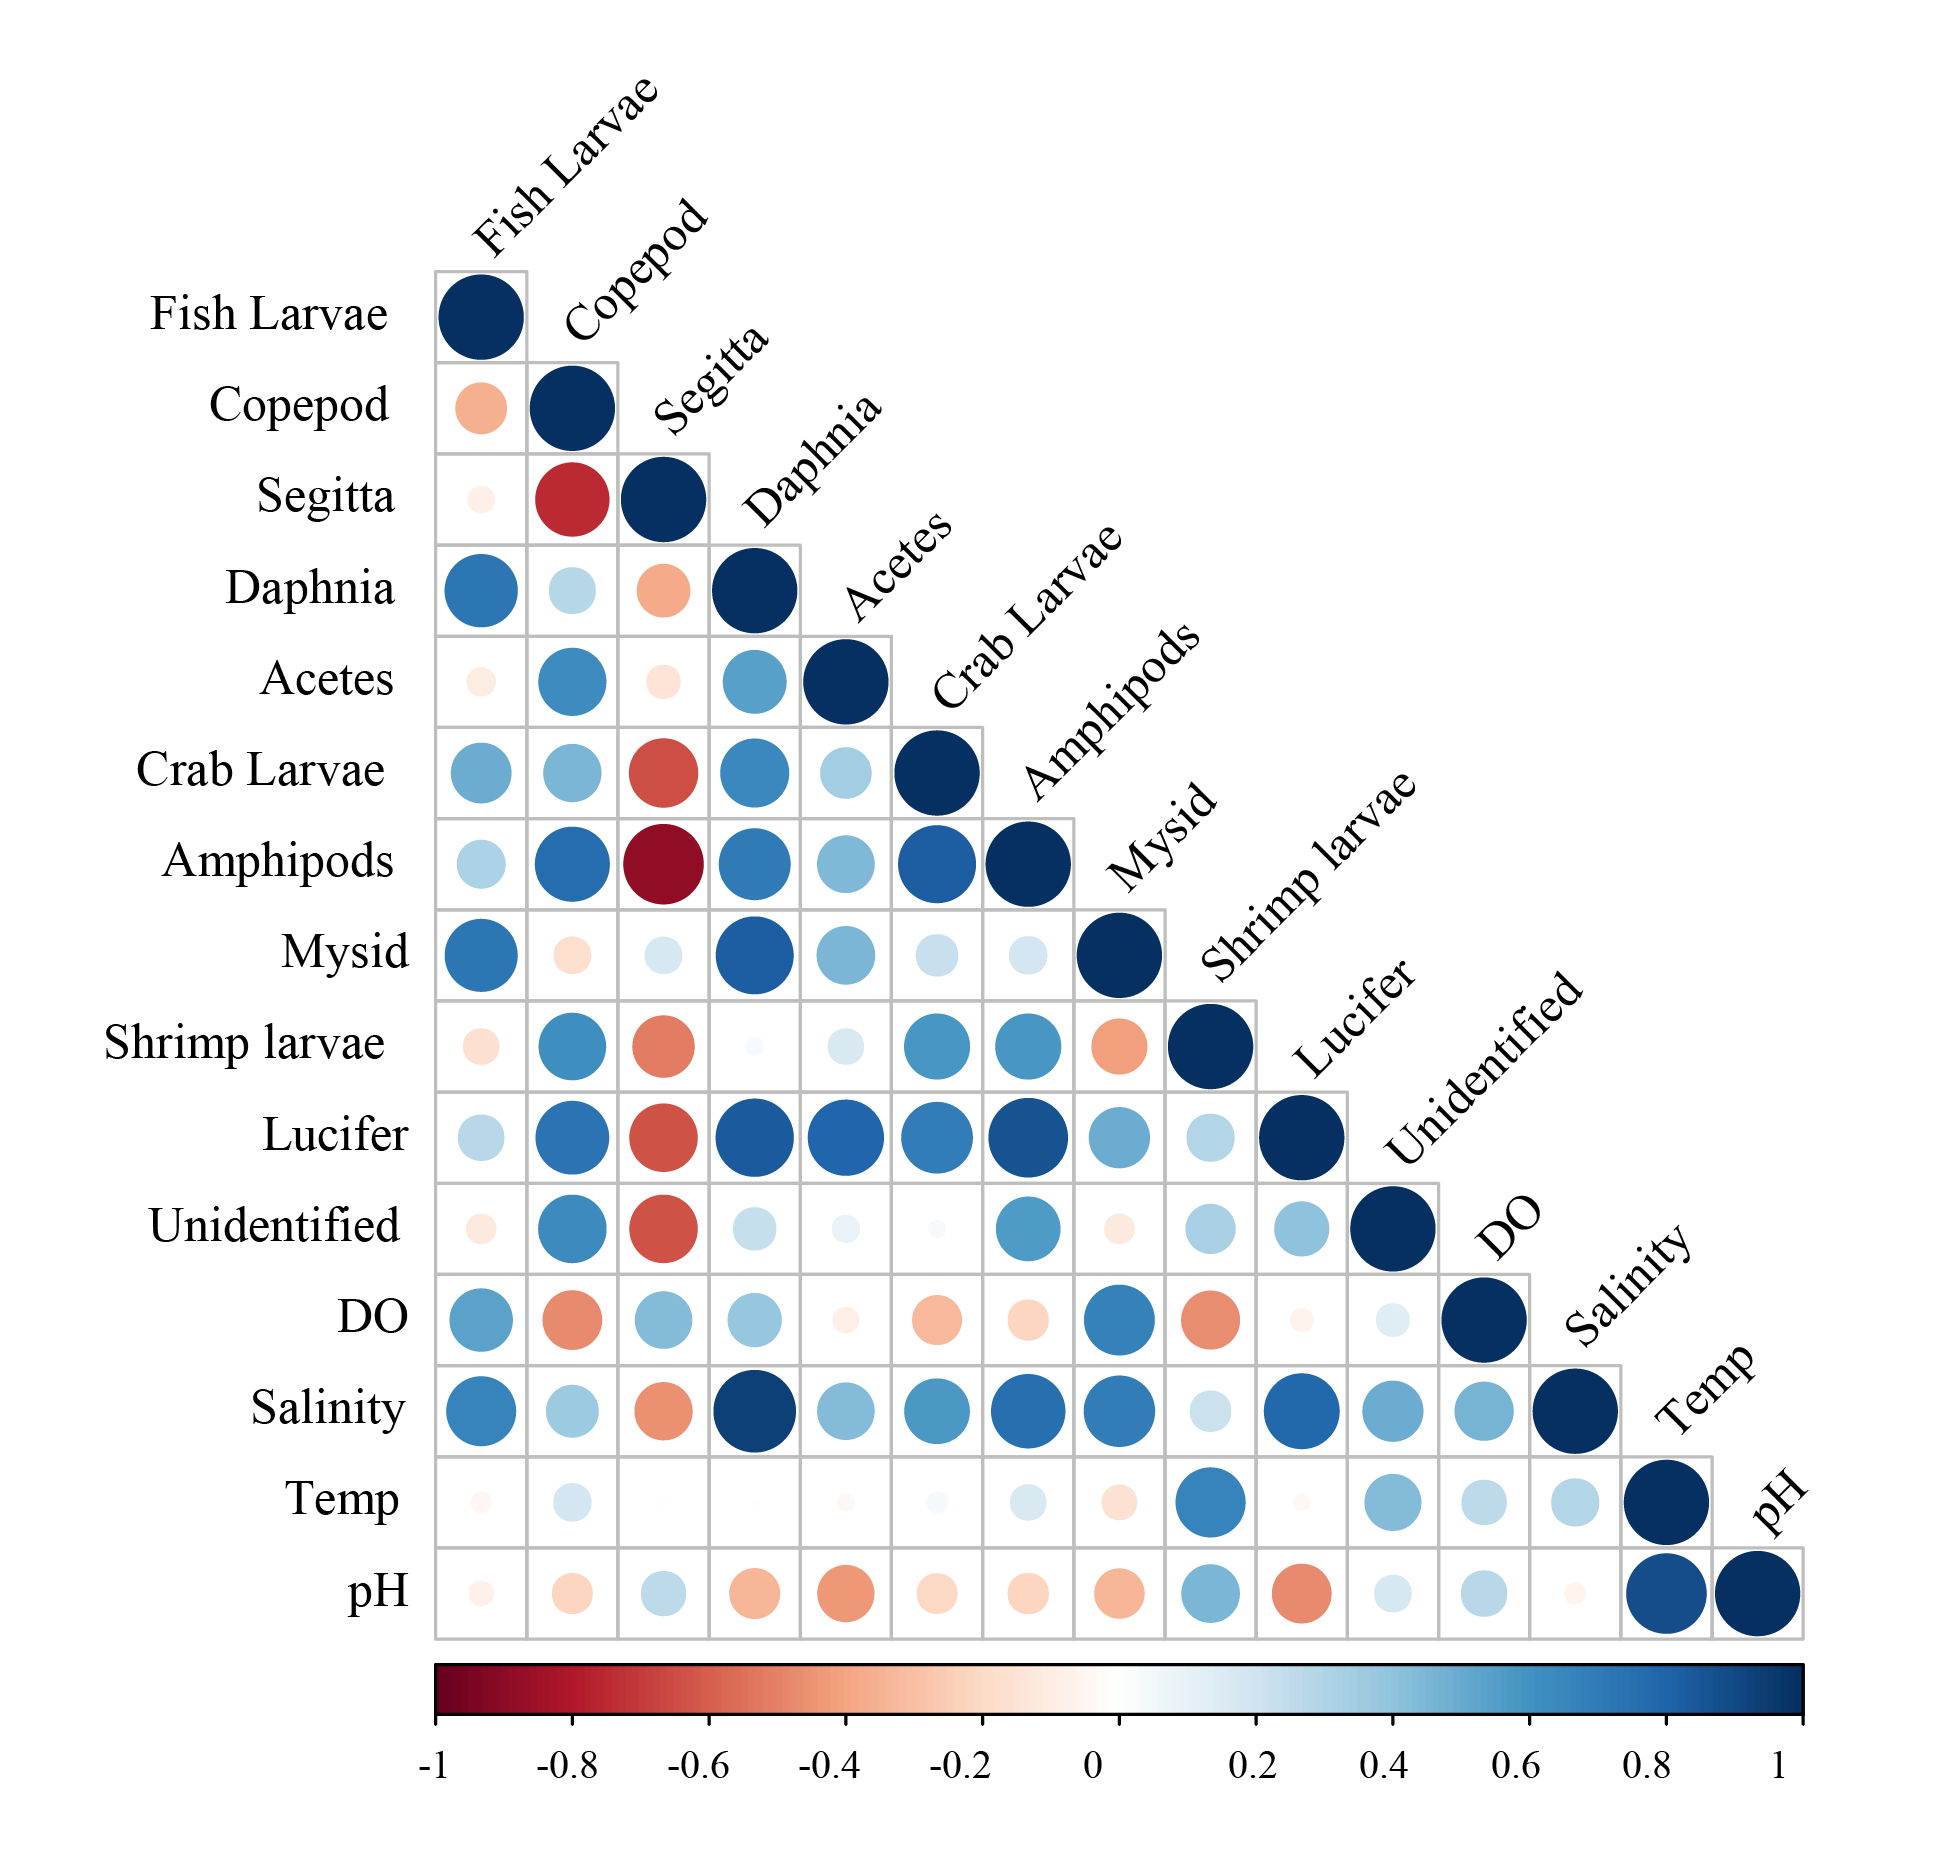 Fish Larvae
Copepod
Segitta
Daphnia
Acetes
Crab Larvae
Amphipods
Mysid
Shrimp larvae
Lucifer
Unidentified
DO
Salinity
Temp
pH
Fish Larvae
Copepod
Segitta
Daphnia
Acetes
Crab Larvae
Amphipods
Mysid
Shrimp larvae
Lucifer
Unidentified
DO
Salinity
Temp
pH
-1 -0.8 -0.6 -0.4 -0.2 0 0.2 0.4 0.6 0.8 1